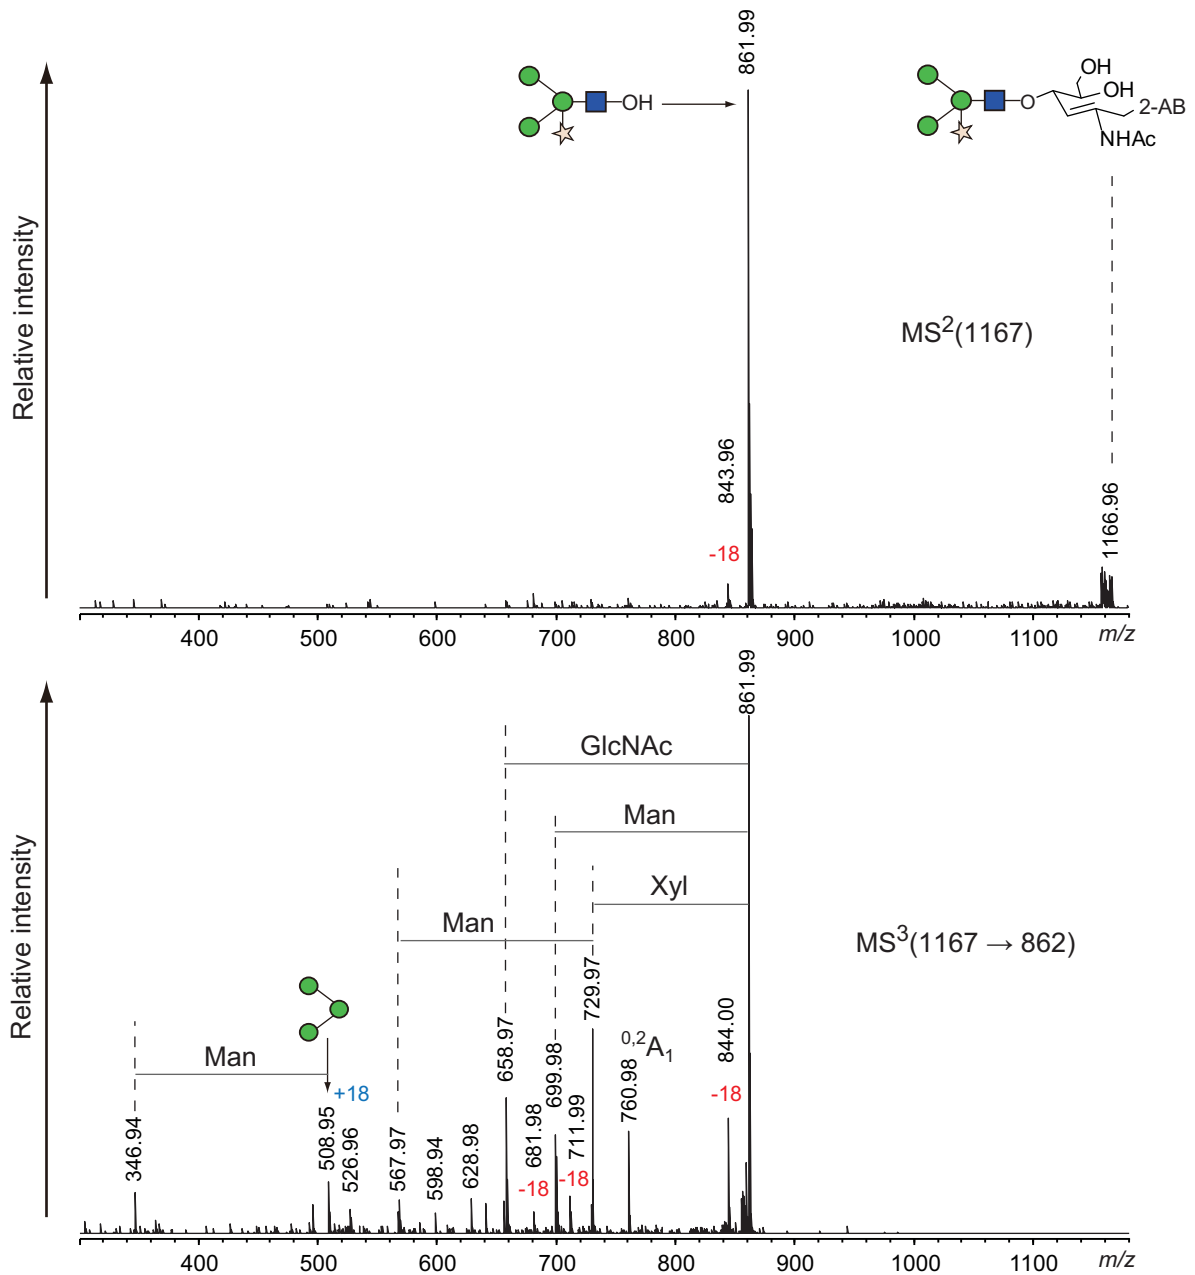 861.99
OH
OH
OH
O
2-AB
NHAc
Relative intensity
MS²(1167)
843.96
-18
1166.96
400 500 600 700 800 900 1000 1100 m/z
861.99
GlcNAc
Man
Xyl
Man
MS³(1167 → 862)
Relative intensity
Man
+18
346.94
508.95
526.96
567.97
598.94
628.98
658.97
681.98
-18
699.98
711.99
-18
729.97
0,2A1
760.98
844.00
-18
400 500 600 700 800 900 1000 1100 m/z